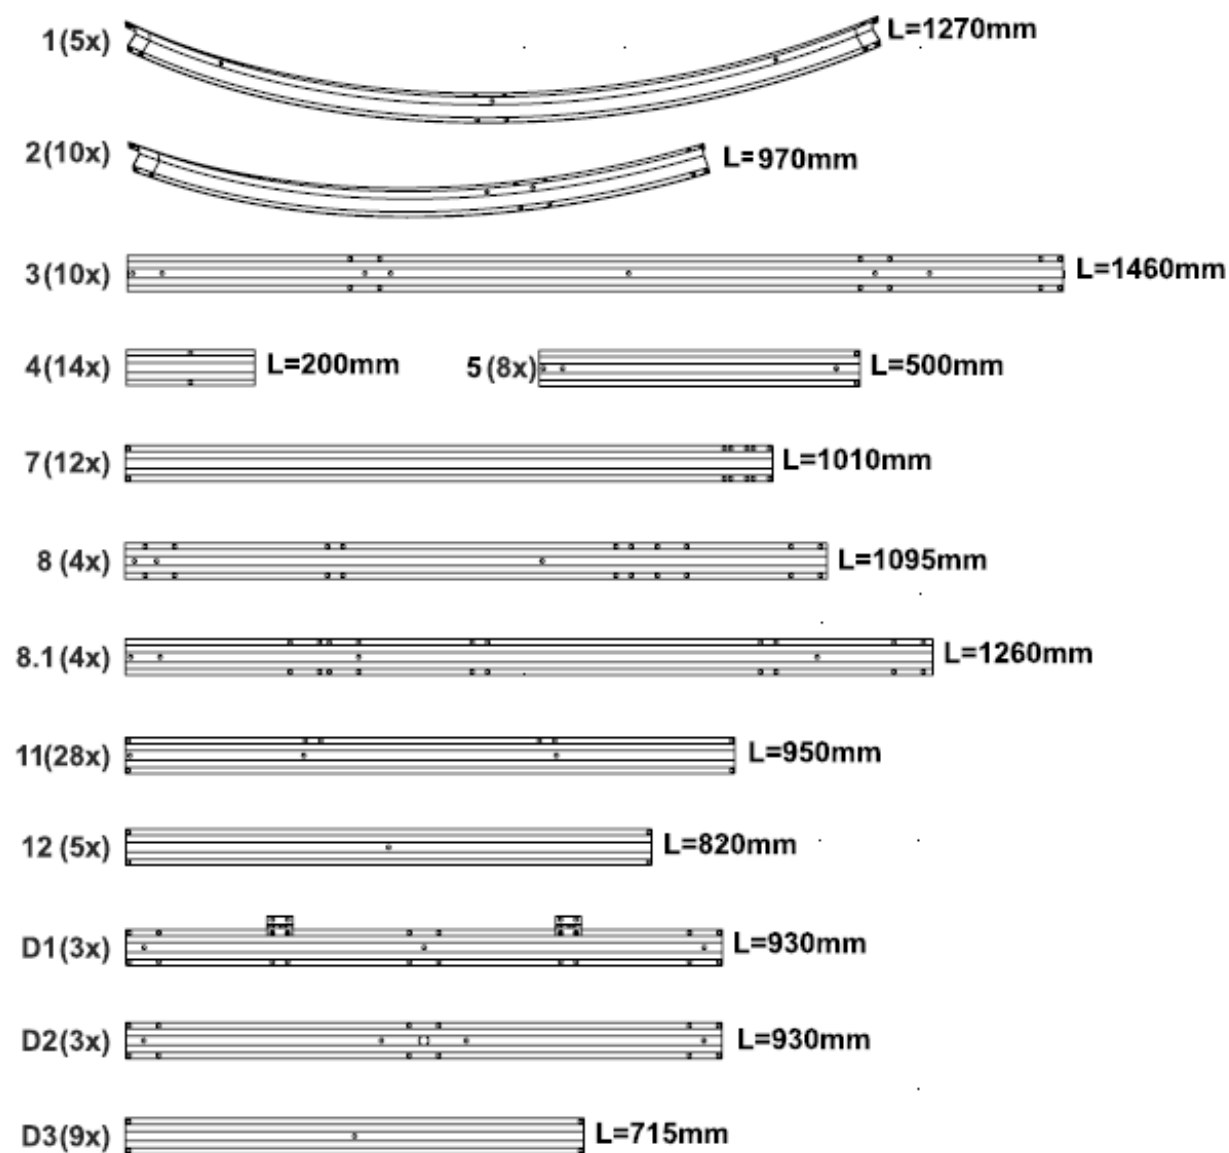 1(5x) L=1270mm
2(10x) L=970mm
3(10x) L=1460mm
4(14x) L=200mm 5(8x) L=500mm
7(12x) L=1010mm
8 (4x) L=1095mm
8.1(4x) L=1260mm
11(28x) L=950mm
12 (5x) L=820mm
D1(3x) L=930mm
D2(3x) L=930mm
D3(9x) L=715mm